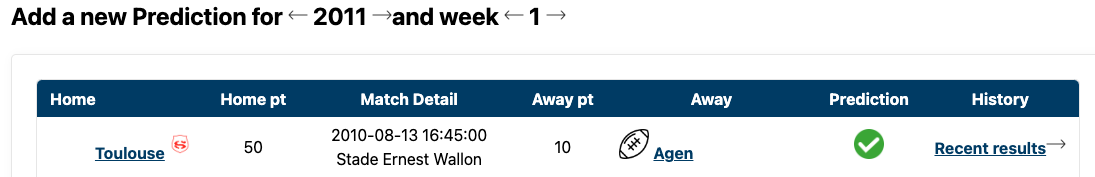 Add a new Prediction for ← 2011 →and week ← 1 →
Home Home pt Match Detail Away pt Away Prediction History
2010-08-13 16:45:00
Toulouse 50 Stade Ernest Wallon 10 Agen Recent results→